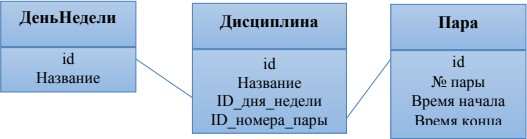 ДеньНедели
id
Название
Дисциплина
id
Название
ID_дня_недели
ID_номера_пары
Пара
id
№ пары
Время начала
Время конца